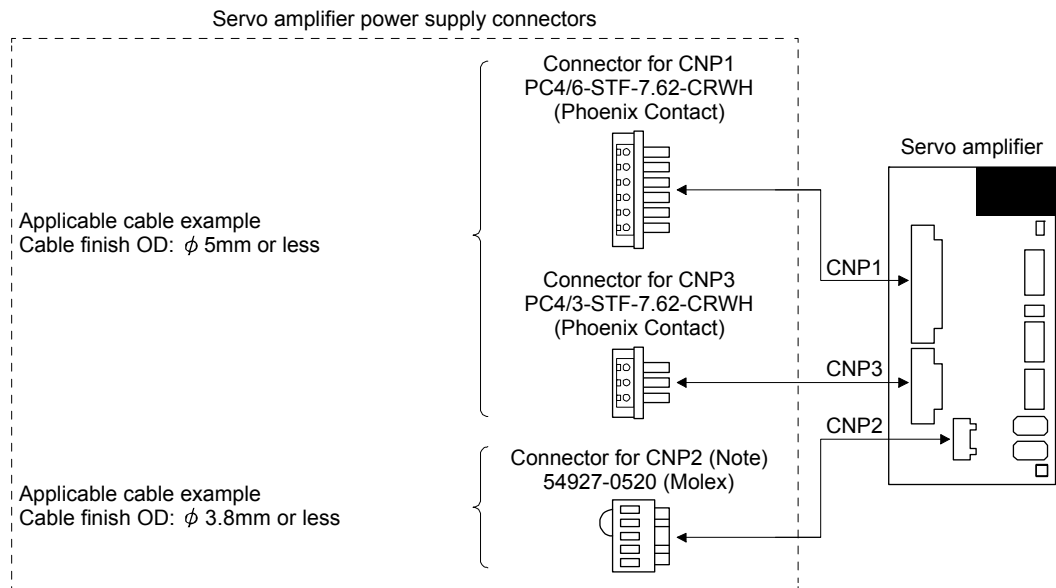 Servo amplifier power supply connectors
Connector for CNP1
PC4/6-STF-7.62-CRWH
(Phoenix Contact)
Servo amplifier
Applicable cable example
Cable finish OD: φ 5mm or less
CNP1
Connector for CNP3
PC4/3-STF-7.62-CRWH
(Phoenix Contact)
CNP3
CNP2
Connector for CNP2 (Note)
54927-0520 (Molex)
Applicable cable example
Cable finish OD: φ 3.8mm or less